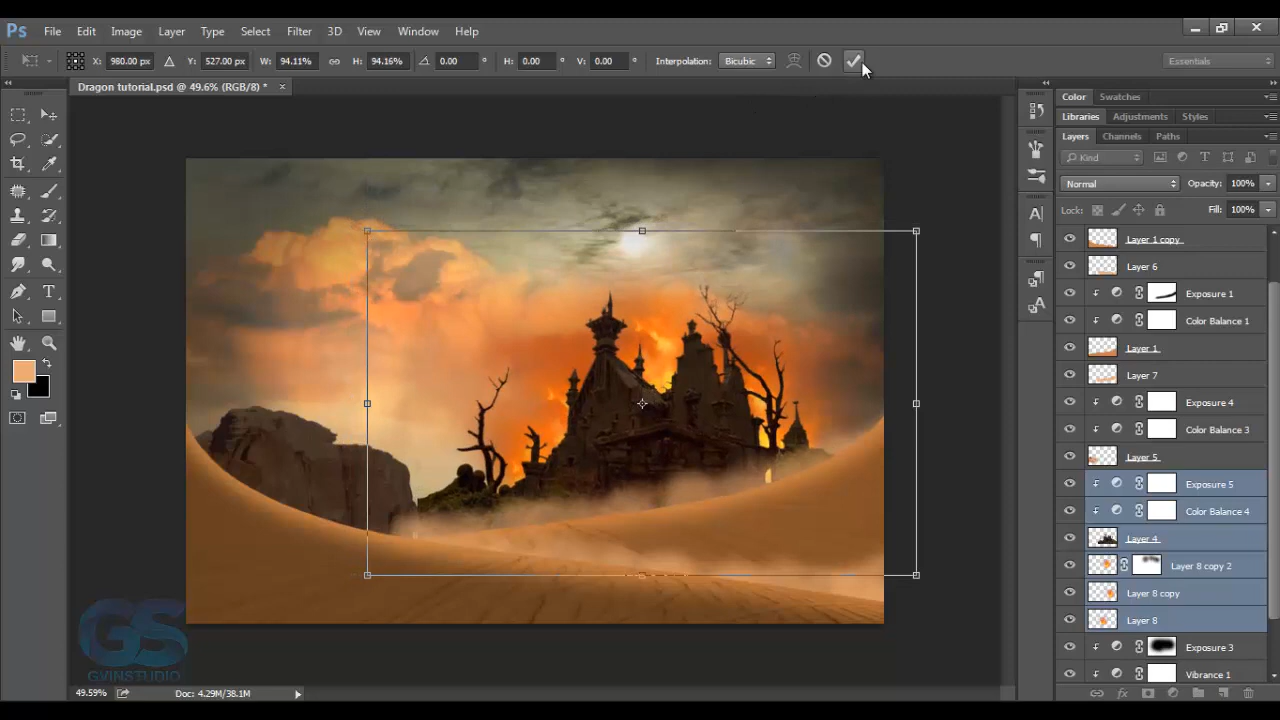 Ps File Edit Image Layer Type Select Filter 3D View Window Help
X: 980.00 px Y: 527.00 px W: 94.11% H: 94.16% 0.00 ° H: 0.00 ° V: 0.00 ° Interpolation: Bicubic Essentials
Dragon tutorial.psd @ 49.6% (RGB/8) *
Color Swatches
Libraries Adjustments Styles
Layers Channels Paths
Kind
Normal Opacity: 100%
Lock: Fill: 100%
Layer 1 copy
Layer 6
Exposure 1
Color Balance 1
Layer 1
Layer 7
Exposure 4
Color Balance 3
Layer 5
Exposure 5
Color Balance 4
Layer 4
Layer 8 copy 2
Layer 8 copy
Layer 8
Exposure 3
Vibrance 1
GS
GVINSTUDIO
49.59% Doc: 4.29M/38.1M